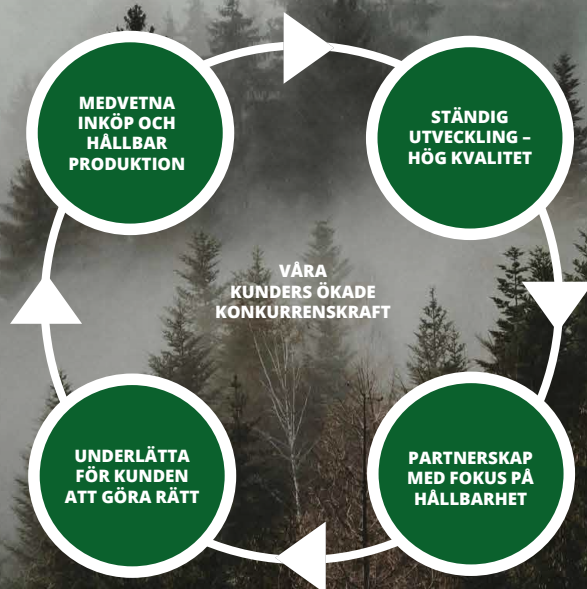 MEDVETNA
INKÖP OCH
HÅLLBAR
PRODUKTION
STÄNDIG
UTVECKLING –
HÖG KVALITET
VÅRA
KUNDERS ÖKADE
KONKURRENSKRAFT
UNDERLÄTTA
FÖR KUNDEN
ATT GÖRA RÄTT
PARTNERSKAP
MED FOKUS PÅ
HÅLLBARHET